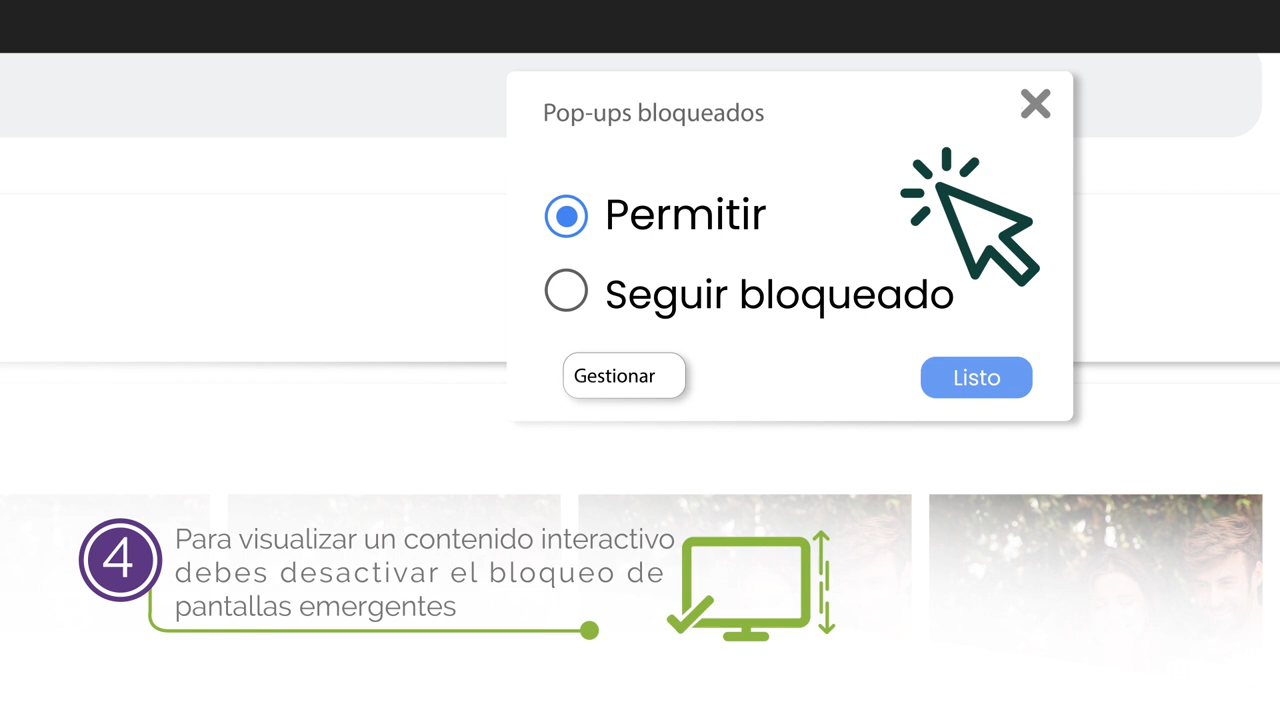 Pop-ups bloqueados
Permitir
Seguir bloqueado
Gestionar
Listo
4
Para visualizar un contenido interactivo
debes desactivar el bloqueo de
pantallas emergentes